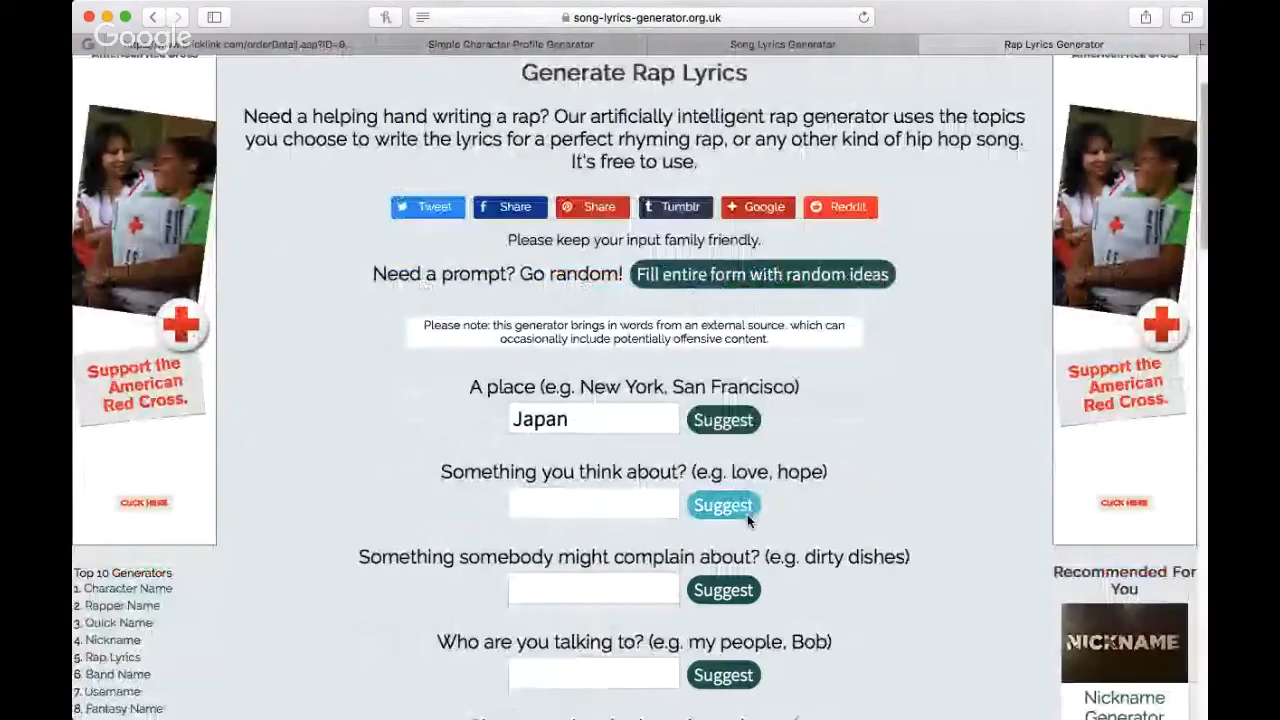 song-lyrics-generator.org.uk
Google
Simple Character Profile Generator
Song Lyrics Generator
Rap Lyrics Generator
Generate Rap Lyrics
Need a helping hand writing a rap? Our artificially intelligent rap generator uses the topics
you choose to write the lyrics for a perfect rhyming rap, or any other kind of hip hop song.
It's free to use.
Tweet
Share
Share
Tumblr
Google
Reddit
Please keep your input family friendly.
Need a prompt? Go random!
Fill entire form with random ideas
Please note: this generator brings in words from an external source, which can
occasionally include potentially offensive content.
A place (e.g. New York, San Francisco)
Japan
Suggest
Something you think about? (e.g. love, hope)
Suggest
Something somebody might complain about? (e.g. dirty dishes)
Suggest
Who are you talking to? (e.g. my people, Bob)
Suggest
Support the
American
Red Cross.
CLICK HERE
Support the
American
Red Cross.
CLICK HERE
Top 10 Generators
1. Character Name
2. Rapper Name
3. Quick Name
4. Nickname
5. Rap Lyrics
6. Band Name
7. Username
8. Fantasy Name
Recommended For
You
NICKNAME
Nickname
Generator